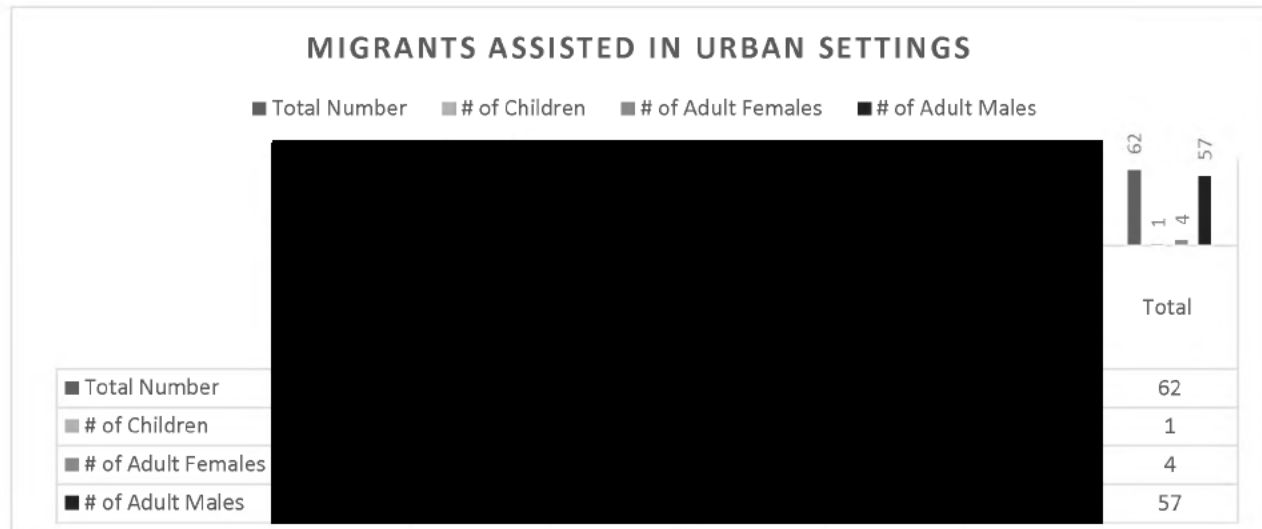 MIGRANTS ASSISTED IN URBAN SETTINGS
Total Number # of Children # of Adult Females # of Adult Males
62 1 4 57
Total
Total Number 62
# of Children 1
# of Adult Females 4
# of Adult Males 57